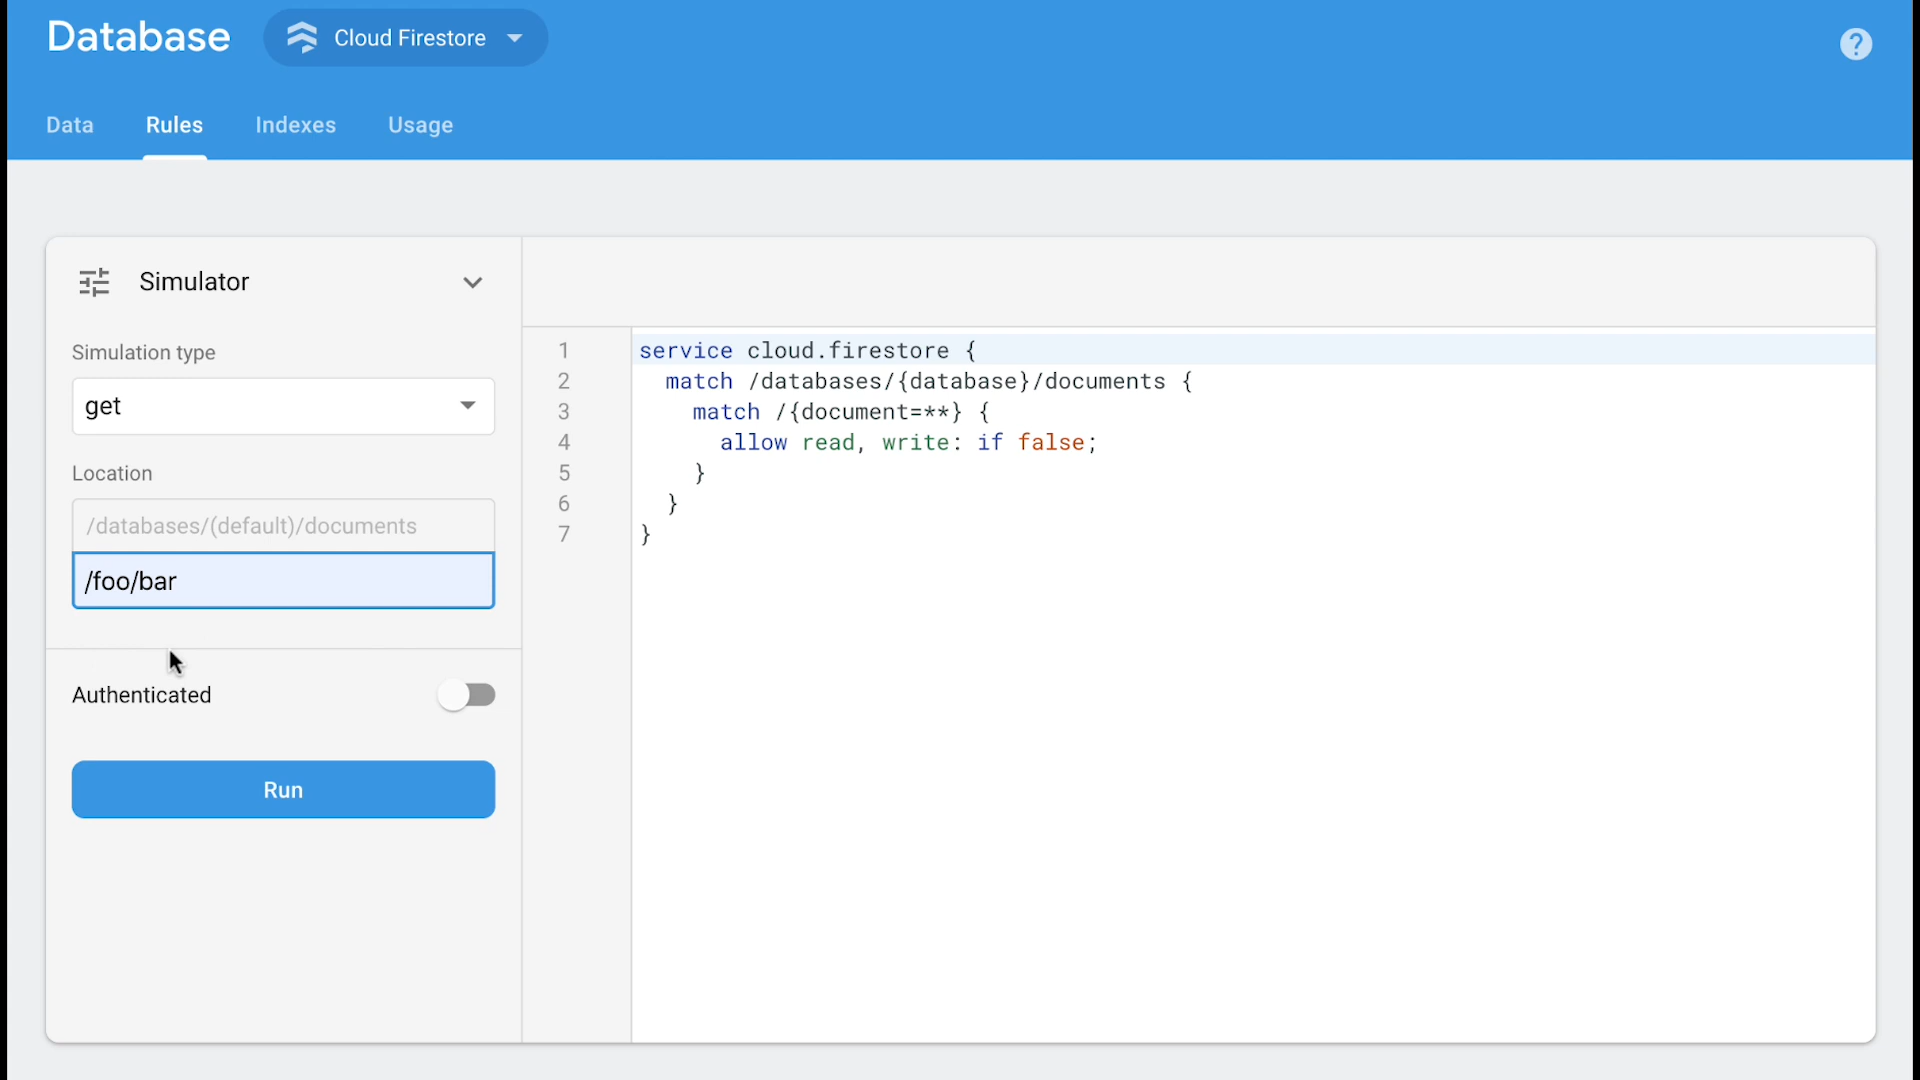 Database
Cloud Firestore
?
Data
Rules
Indexes
Usage
Simulator
Simulation type
get
Location
/databases/(default)/documents
/foo/bar
Authenticated
Run
1 service cloud.firestore {
2 match /databases/{database}/documents {
3 match /{document=**} {
4 allow read, write: if false;
5 }
6 }
7 }